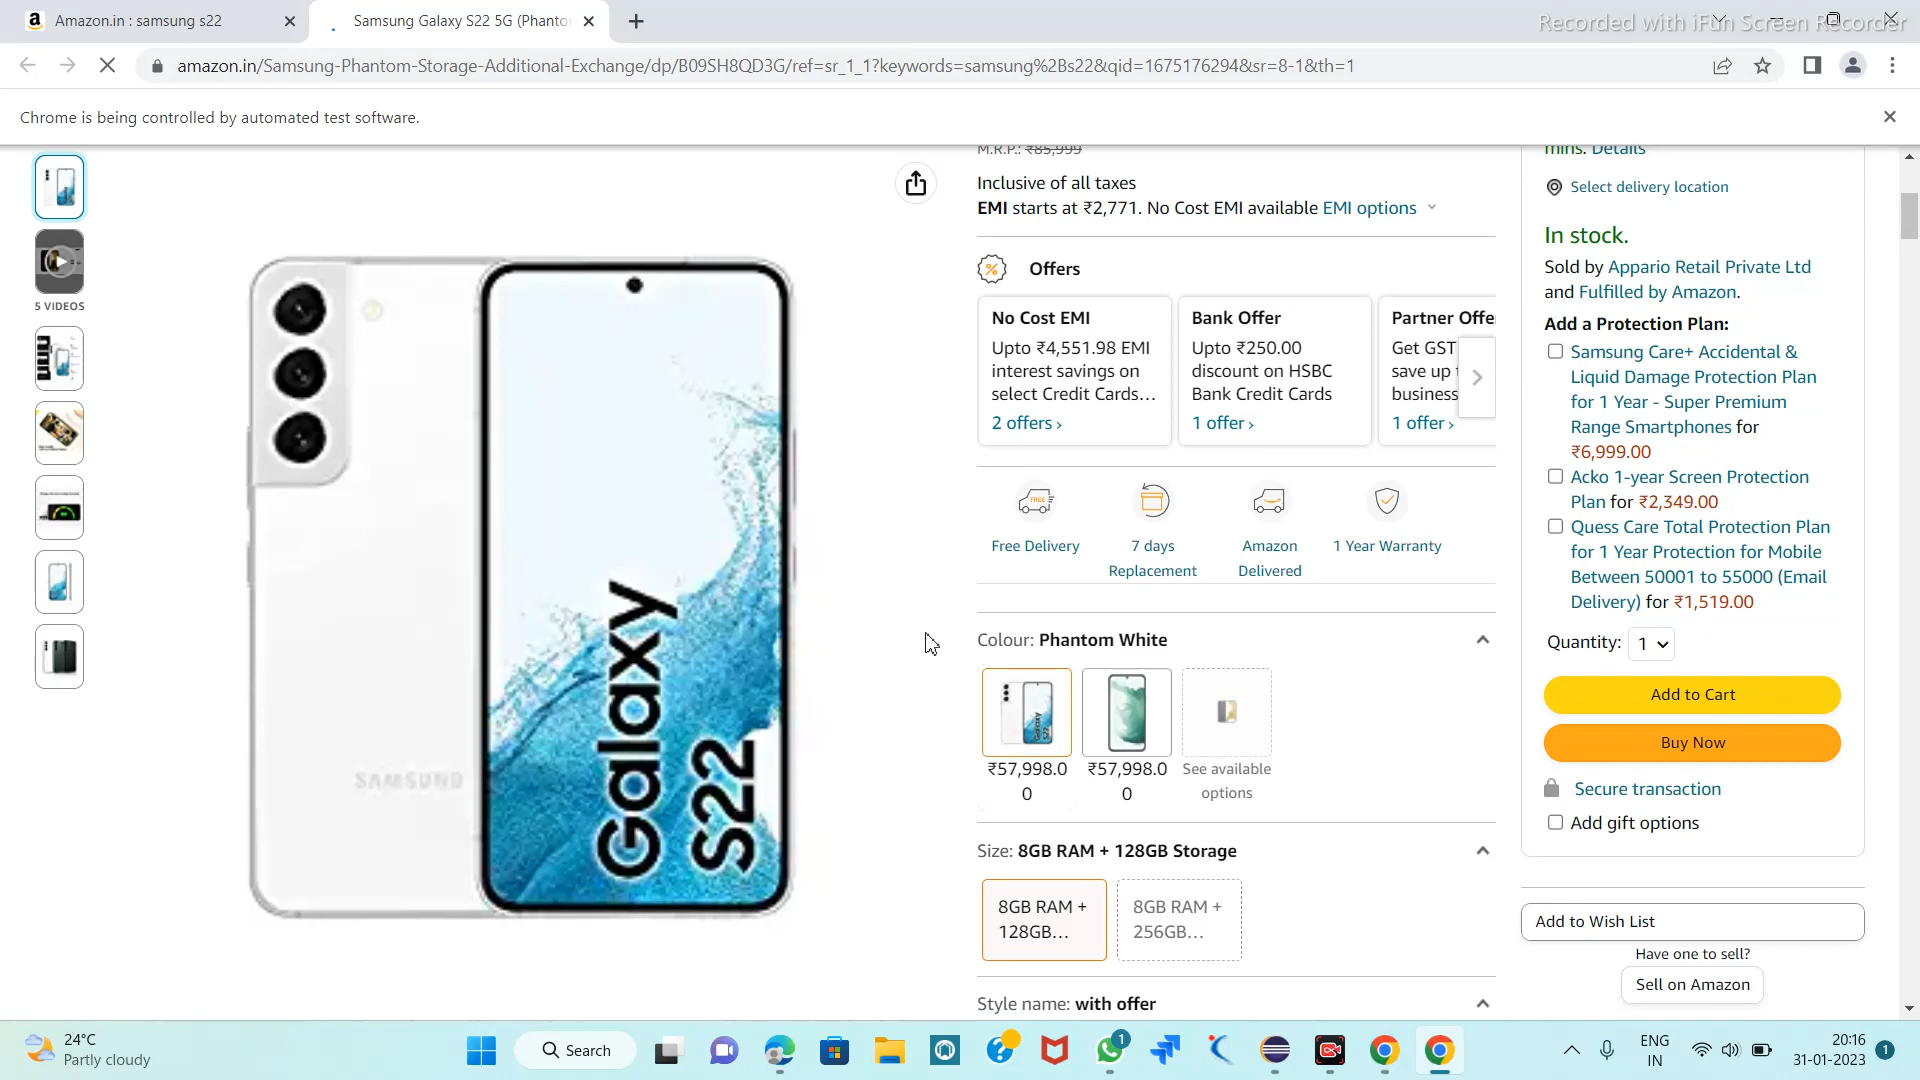 Amazon.in : samsung s22
Samsung Galaxy S22 5G (Phanto
Recorded with iFun Screen Recorder
amazon.in/Samsung-Phantom-Storage-Additional-Exchange/dp/B09SH8QD3G/ref=sr_1_1?keywords=samsung%2Bs22&qid=1675176294&sr=8-1&th=1
Chrome is being controlled by automated test software.
5 VIDEOS
SAMSUNG
Galaxy
S22
M.R.P.: ₹85,999
Inclusive of all taxes
EMI starts at ₹2,771. No Cost EMI available EMI options
Offers
No Cost EMI
Upto ₹4,551.98 EMI
interest savings on
select Credit Cards...
2 offers ›
Bank Offer
Upto ₹250.00
discount on HSBC
Bank Credit Cards
1 offer ›
Partner Offe
Get GST
save up
business
1 offer ›
FREE
Free Delivery
7 days
Replacement
Amazon
Delivered
1 Year Warranty
Colour: Phantom White
Galaxy
S22
₹57,998.0
0
₹57,998.0
0
See available
options
Size: 8GB RAM + 128GB Storage
8GB RAM +
128GB...
8GB RAM +
256GB...
Style name: with offer
mins. Details
Select delivery location
In stock.
Sold by Appario Retail Private Ltd
and Fulfilled by Amazon.
Add a Protection Plan:
Samsung Care+ Accidental &
Liquid Damage Protection Plan
for 1 Year - Super Premium
Range Smartphones for
₹6,999.00
Acko 1-year Screen Protection
Plan for ₹2,349.00
Quess Care Total Protection Plan
for 1 Year Protection for Mobile
Between 50001 to 55000 (Email
Delivery) for ₹1,519.00
Quantity: 1
Add to Cart
Buy Now
Secure transaction
Add gift options
Add to Wish List
Have one to sell?
Sell on Amazon
24°C
Partly cloudy
Search
1
ENG
IN
20:16
31-01-2023
1